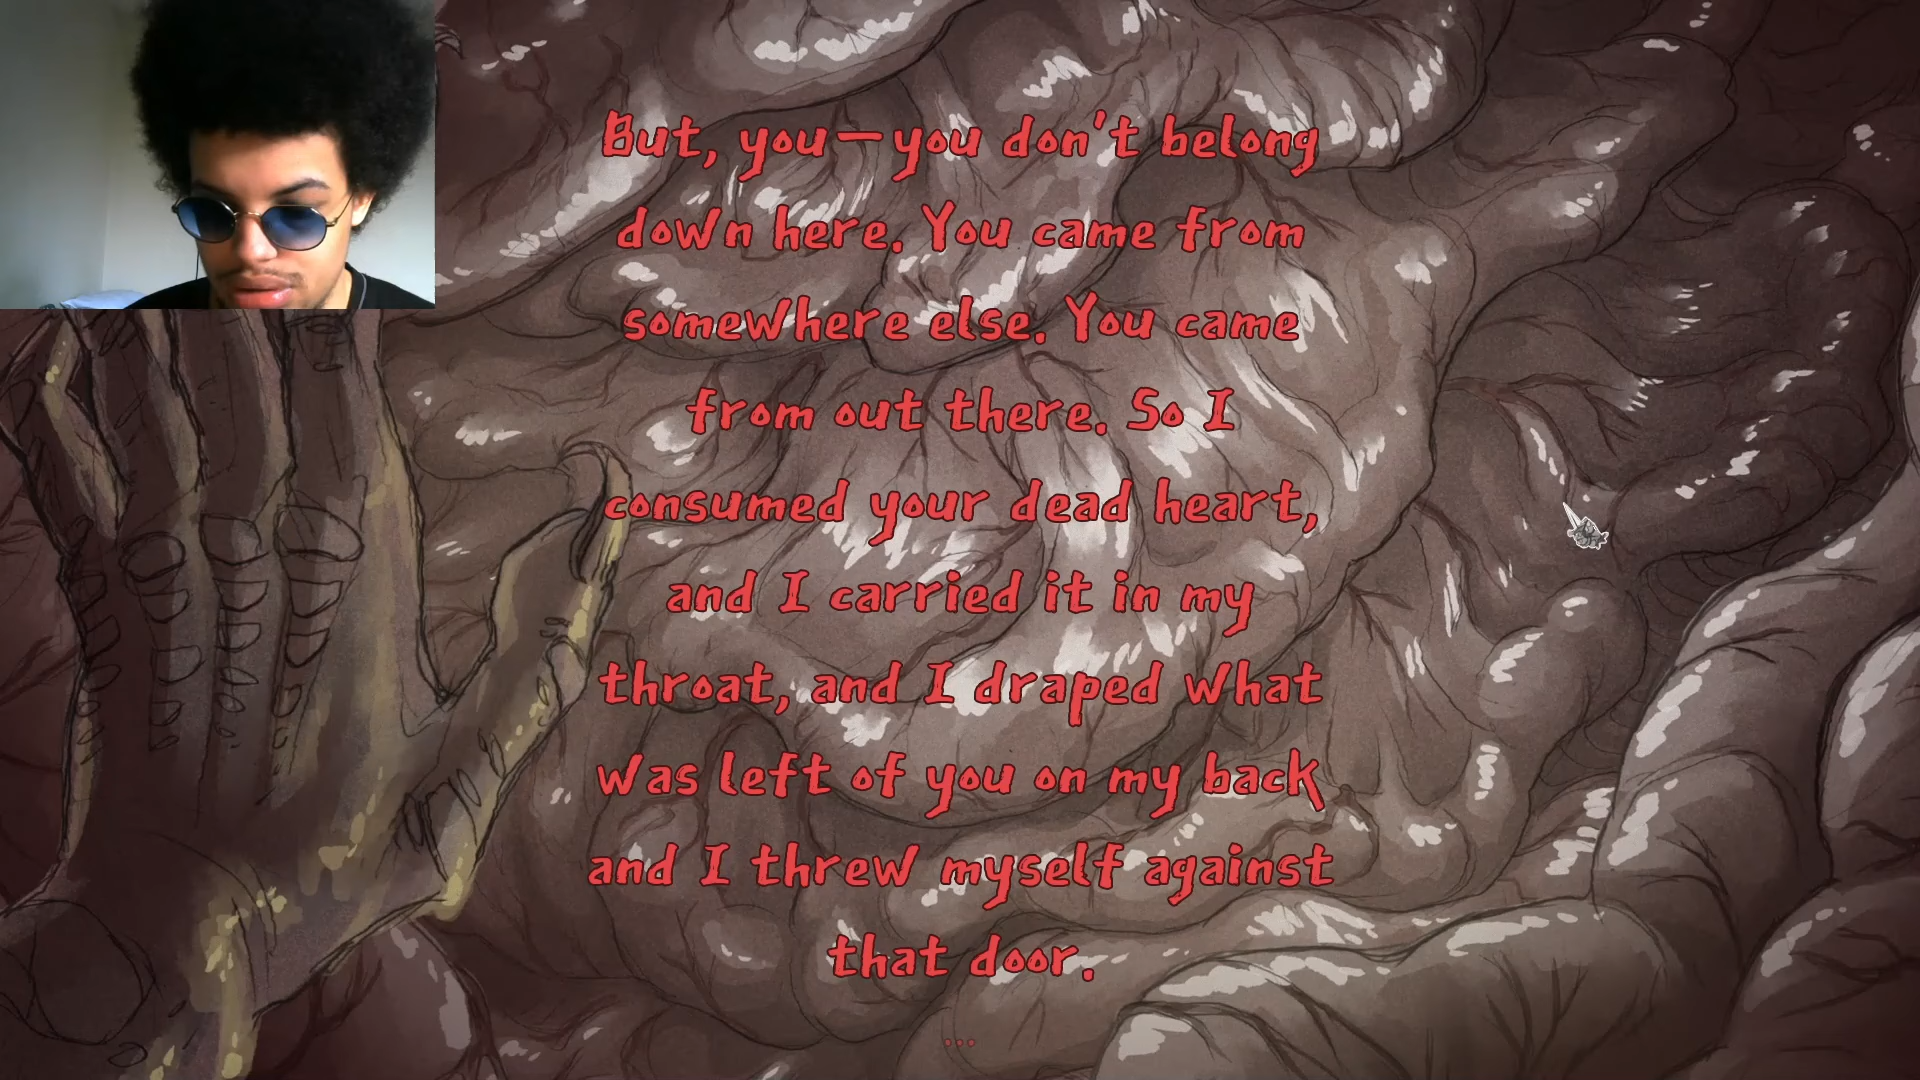 But, you—you don't belong
down here. You came from
somewhere else. You came
from out there. So I
consumed your dead heart,
and I carried it in my
throat, and I draped what
was left of you on my back
and I threw myself against
that door.
...